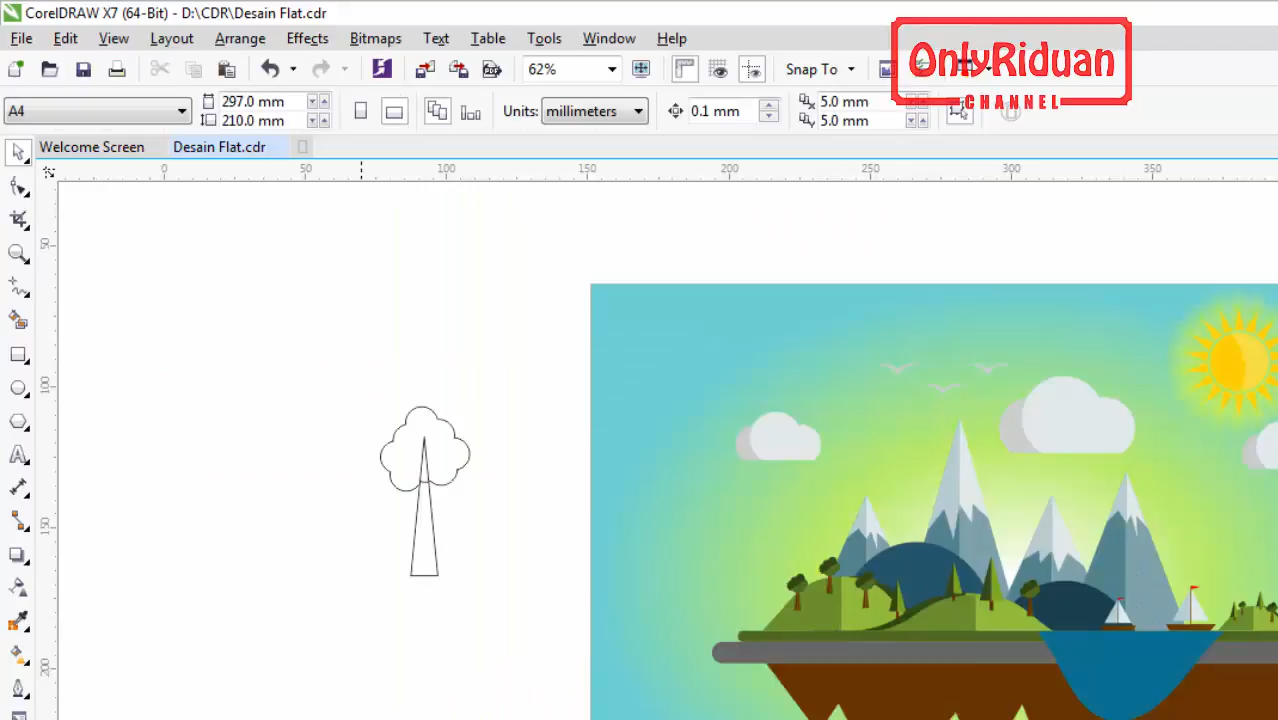 CorelDRAW X7 (64-Bit) - D:\CDR\Desain Flat.cdr
File Edit View Layout Arrange Effects Bitmaps Text Table Tools Window Help
OnlyRiduan
CHANNEL
62% Snap To
A4 297.0 mm 210.0 mm Units: millimeters 0.1 mm 5.0 mm 5.0 mm
Welcome Screen Desain Flat.cdr
0 50 100 150 200 250 300 350
50
100
150
200